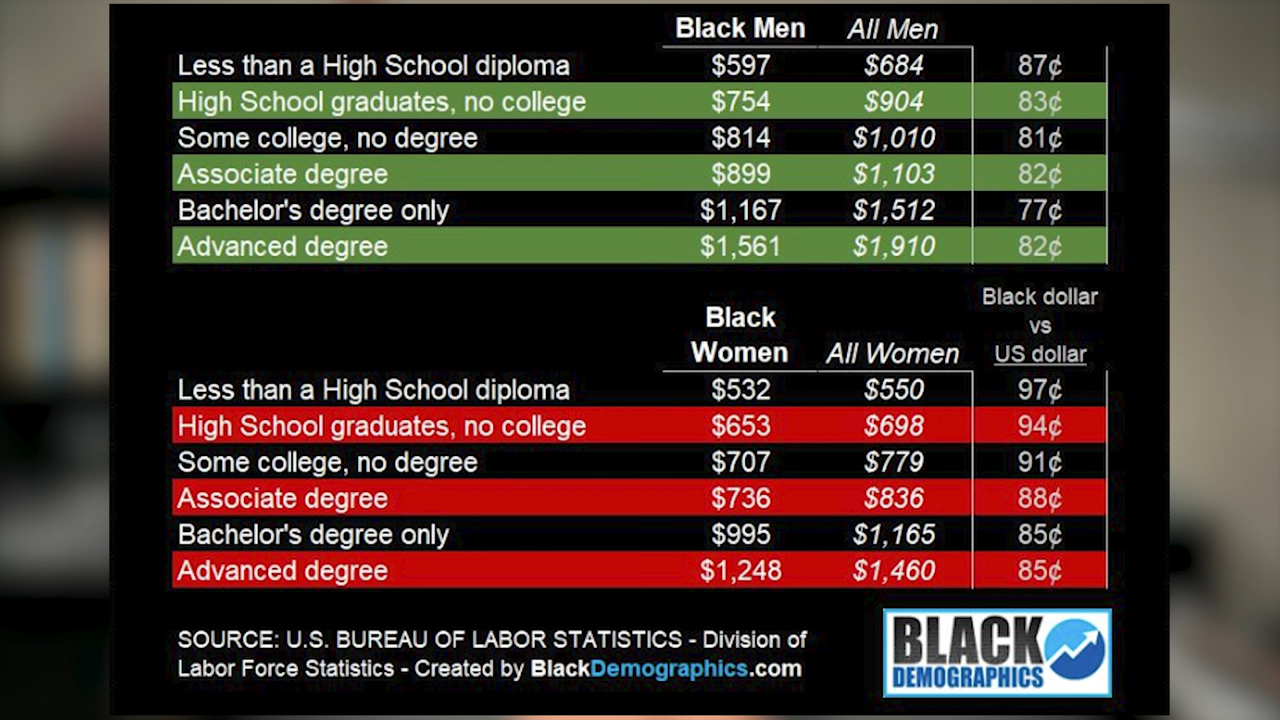 Black Men All Men
Less than a High School diploma $597 $684 87¢
High School graduates, no college $754 $904 83¢
Some college, no degree $814 $1,010 81¢
Associate degree $899 $1,103 82¢
Bachelor's degree only $1,167 $1,512 77¢
Advanced degree $1,561 $1,910 82¢
Black dollar
vs
US dollar
Black
Women All Women
Less than a High School diploma $532 $550 97¢
High School graduates, no college $653 $698 94¢
Some college, no degree $707 $779 91¢
Associate degree $736 $836 88¢
Bachelor's degree only $995 $1,165 85¢
Advanced degree $1,248 $1,460 85¢
SOURCE: U.S. BUREAU OF LABOR STATISTICS - Division of
Labor Force Statistics - Created by BlackDemographics.com
BLACK
DEMOGRAPHICS